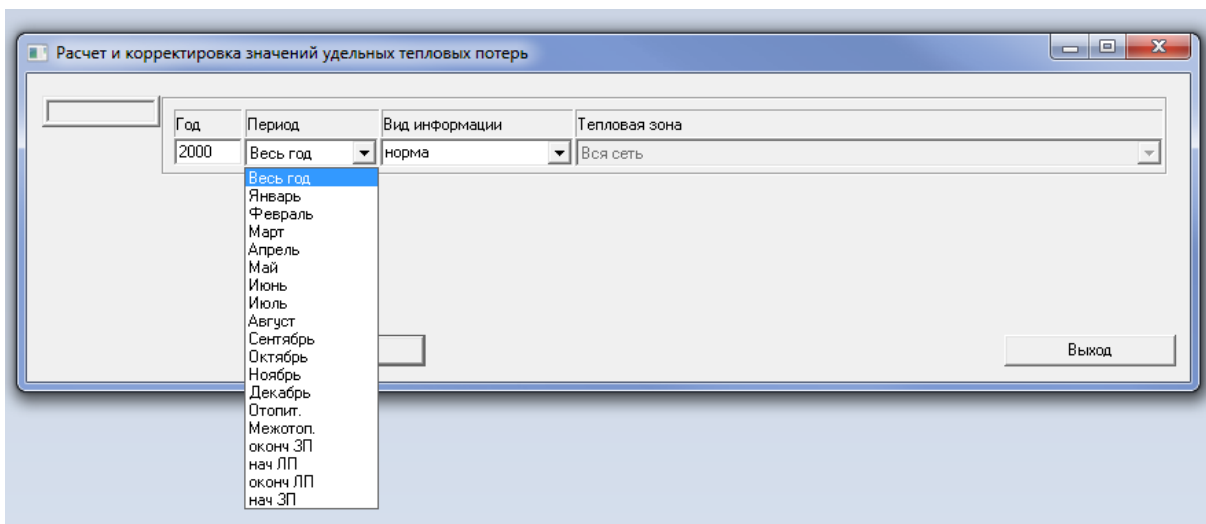 Расчет и корректировка значений удельных тепловых потерь
Год Период Вид информации Тепловая зона
2000 Весь год норма Вся сеть
Весь год
Январь
Февраль
Март
Апрель
Май
Июнь
Июль
Август
Сентябрь
Октябрь
Ноябрь
Декабрь
Отопит.
Межотоп.
оконч ЗП
нач ЛП
оконч ЛП
нач ЗП
Выход